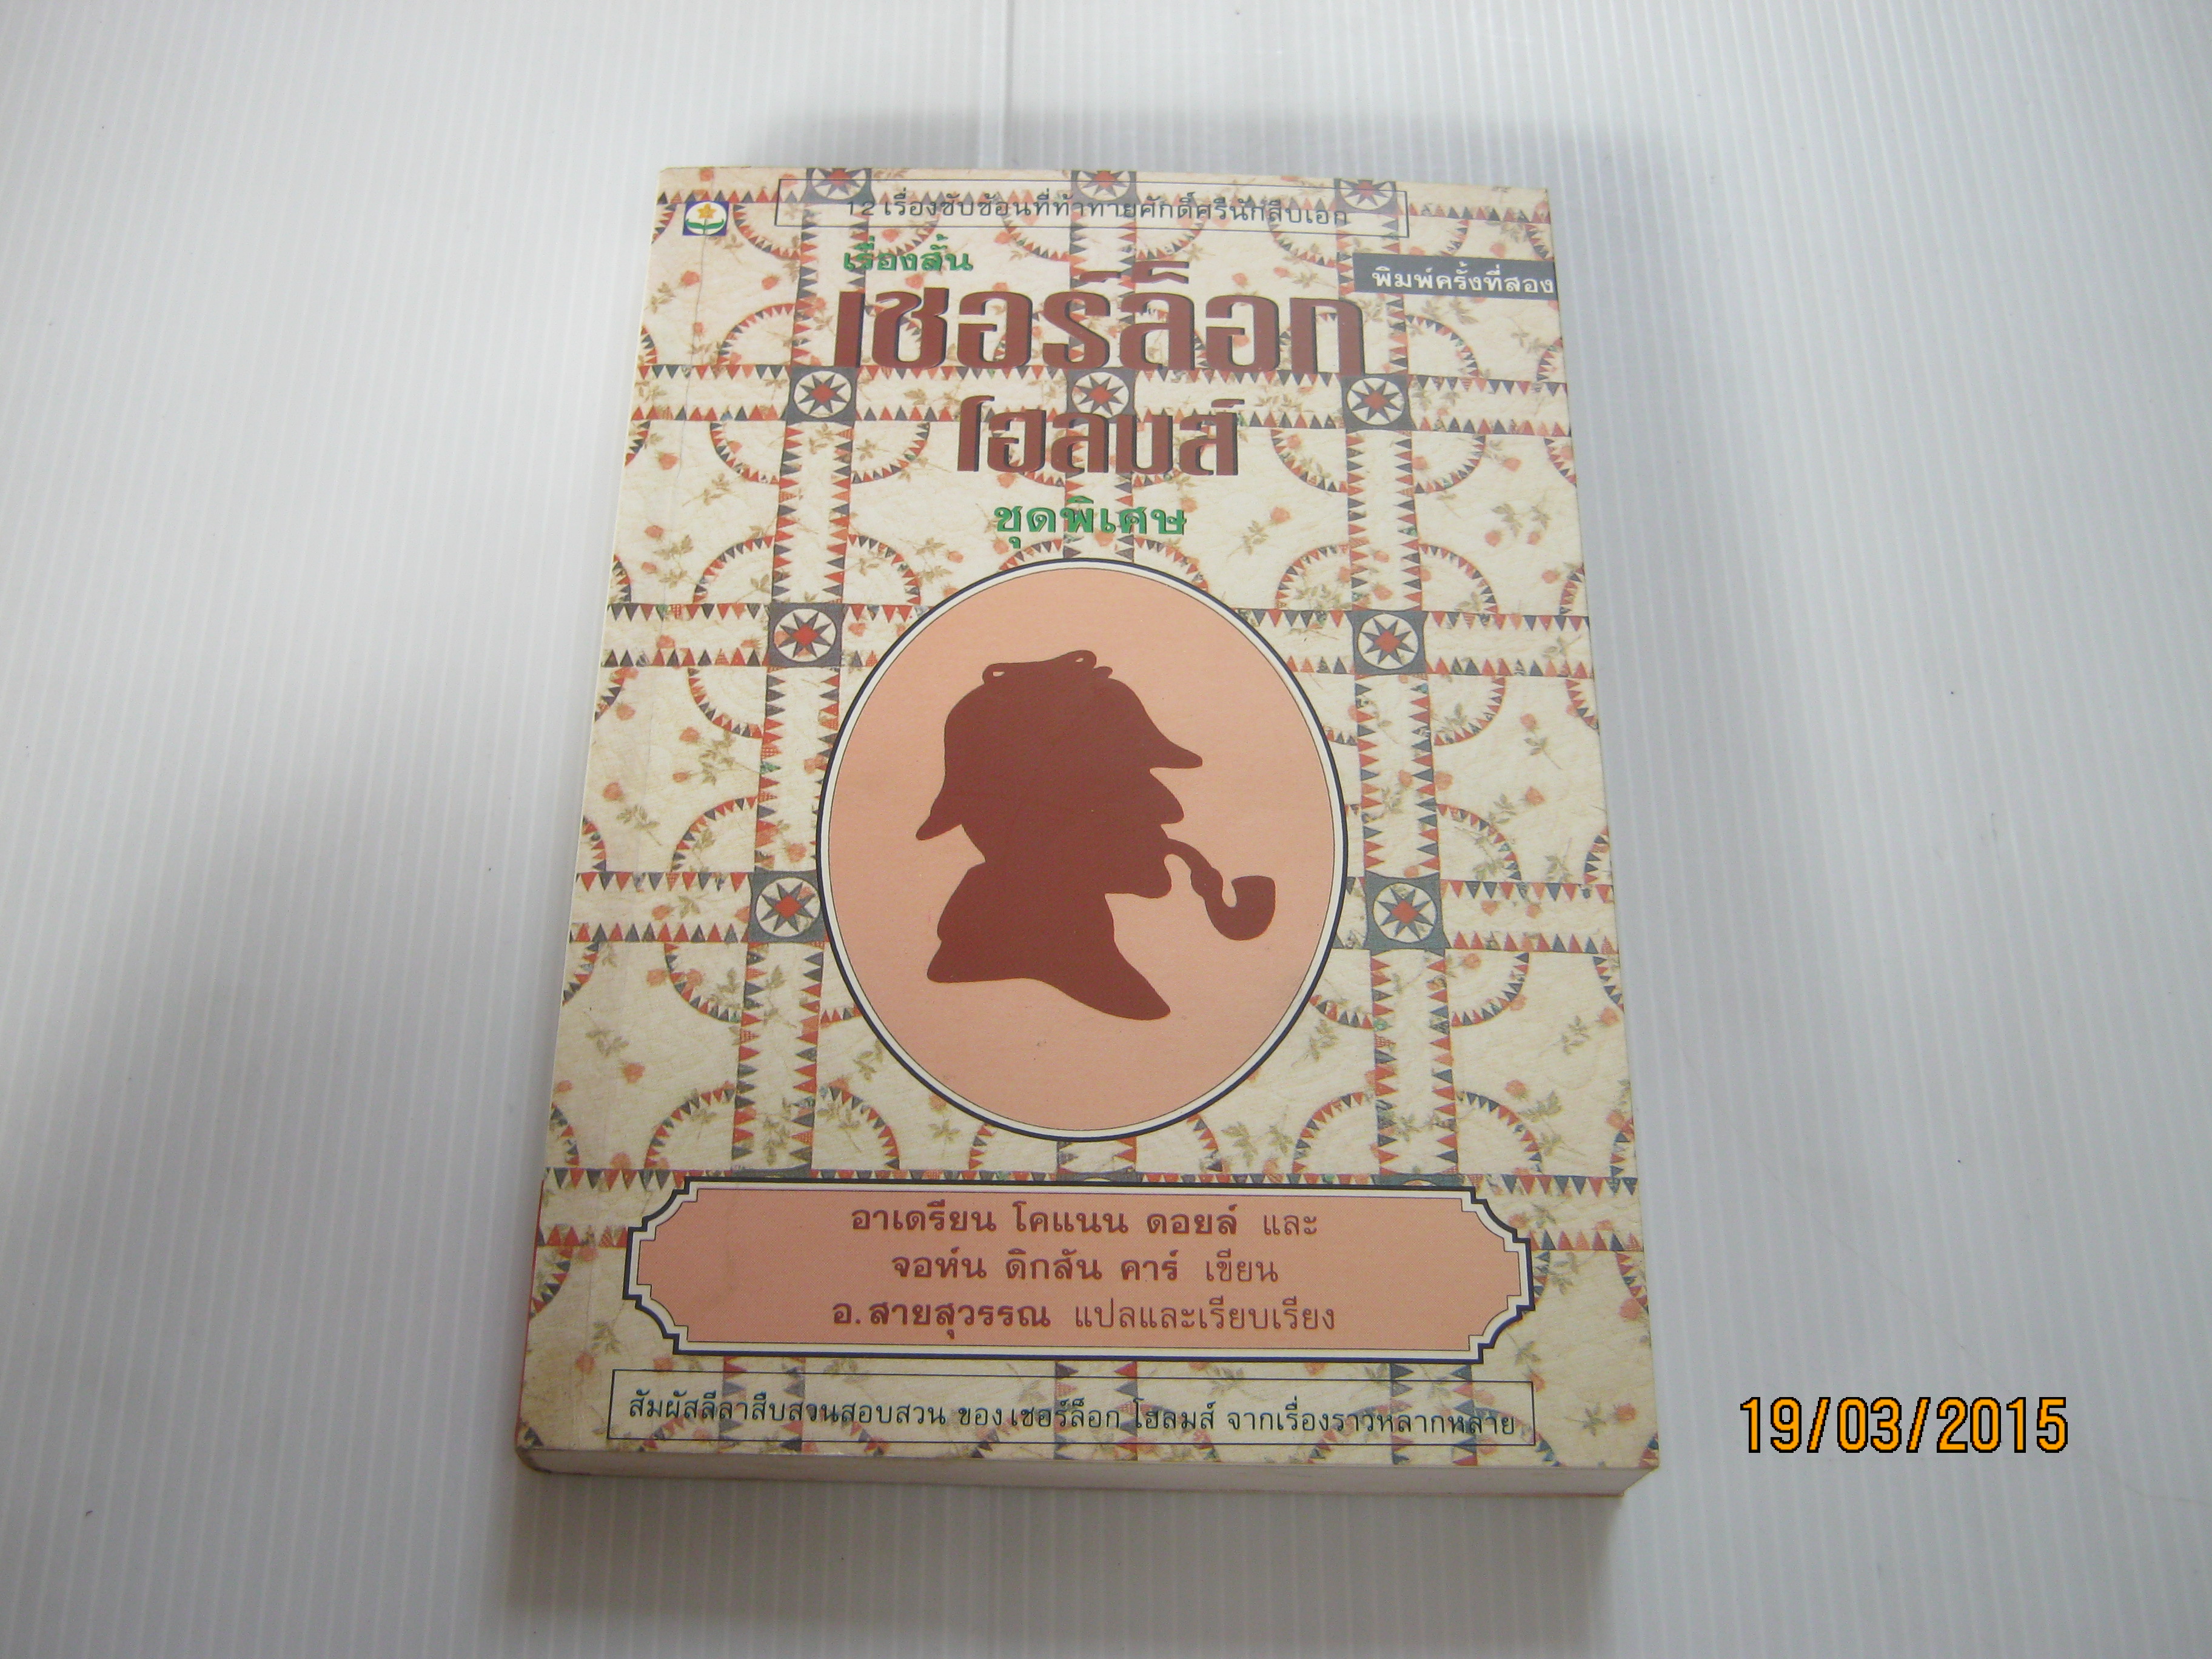 12 เรื่องซับซ้อนที่ท้าทายศักดิ์ศรีนักสืบเอก
เรื่องสั้น
พิมพ์ครั้งที่สอง
เชอร์ล็อก
โฮลมส์
ชุดพิเศษ
อาเดรียน โคแนน ดอยล์ และ
จอห์น ดิกสัน คาร์ เขียน
อ. สายสุวรรณ แปลและเรียบเรียง
สัมผัสลีลาสืบสวนสอบสวน ของ เชอร์ล็อก โฮลมส์ จากเรื่องราวหลากหลาย
19/03/2015